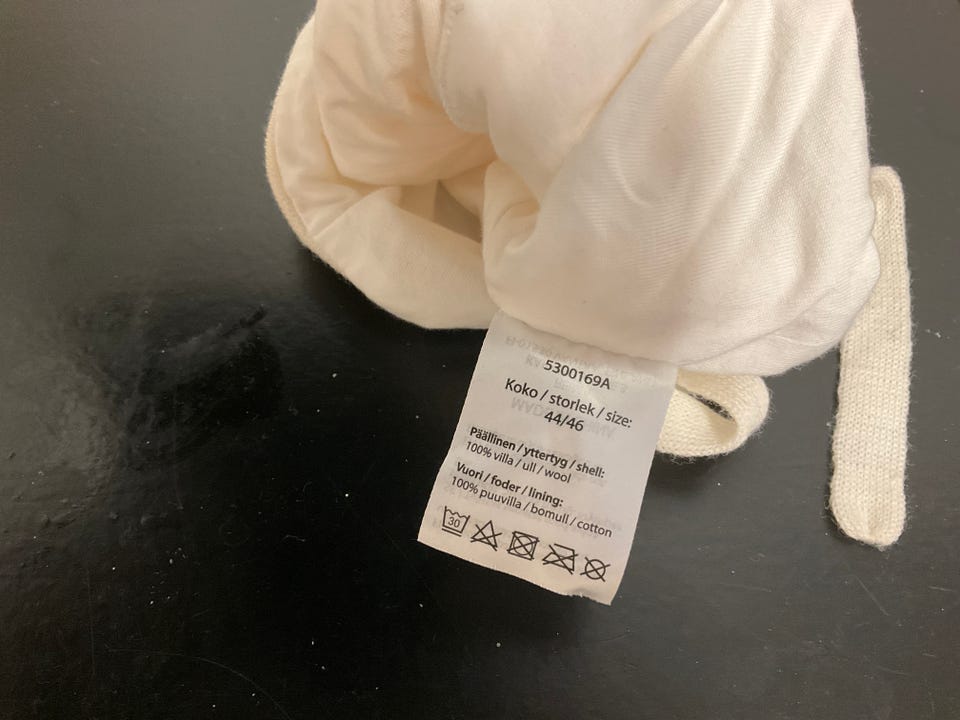 5300169A
Koko / storlek / size:
44/46
Päällinen / yttertyg / shell:
100% villa / ull / wool
Vuori / foder / lining:
100% puuvilla / bomull / cotton
30